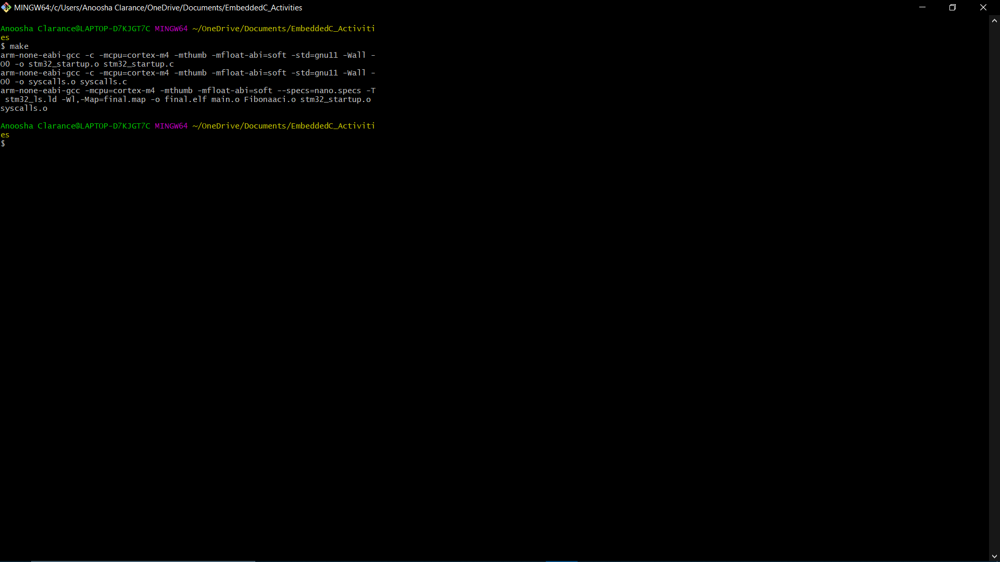 MINGW64:/c/Users/Anoosha Clarance/OneDrive/Documents/EmbeddedC_Activities
Anoosha Clarance@LAPTOP-D7KJGT7C MINGW64 ~/OneDrive/Documents/EmbeddedC_Activiti
es
$ make
arm-none-eabi-gcc -c -mcpu=cortex-m4 -mthumb -mfloat-abi=soft -std=gnu11 -Wall -
O0 -o stm32_startup.o stm32_startup.c
arm-none-eabi-gcc -c -mcpu=cortex-m4 -mthumb -mfloat-abi=soft -std=gnu11 -Wall -
O0 -o syscalls.o syscalls.c
arm-none-eabi-gcc -mcpu=cortex-m4 -mthumb -mfloat-abi=soft --specs=nano.specs -T
 stm32_ls.ld -Wl,-Map=final.map -o final.elf main.o Fibonaaci.o stm32_startup.o
syscalls.o
Anoosha Clarance@LAPTOP-D7KJGT7C MINGW64 ~/OneDrive/Documents/EmbeddedC_Activiti
es
$